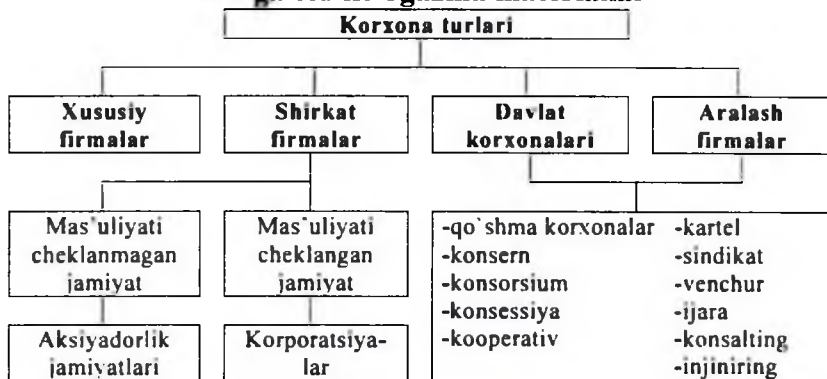 Korxona turlari
Xususiy
firmalar
Shirkat
firmalar
Davlat
korxonalari
Aralash
firmalar
Mas'uliyati
cheklanmagan
jamiyat
Mas'uliyati
cheklangan
jamiyat
-qo`shma korxonalar
-konsern
-konsorsium
-konsessiya
-kooperativ
-kartel
-sindikat
-venchur
-ijara
-konsalting
-injiniring
Aksiyadorlik
jamiyatlari
Korporatsiya-
lar